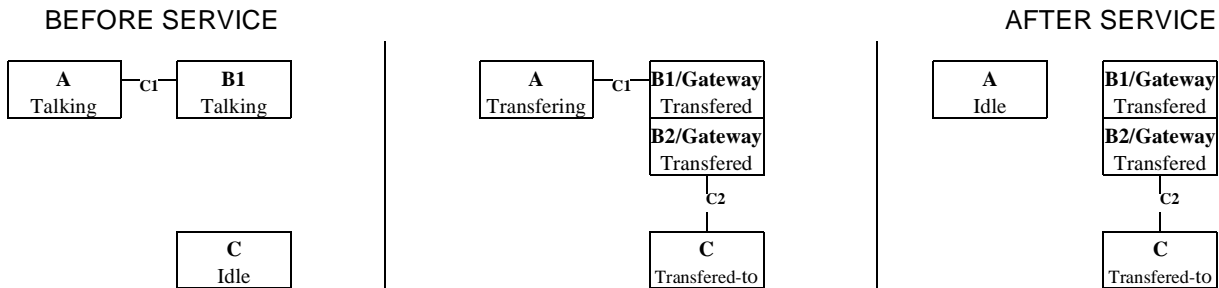 BEFORE SERVICE
AFTER SERVICE
A
Talking
C1
B1
Talking
C
Idle
A
Transfering
C1
B1/Gateway
Transfered
B2/Gateway
Transfered
C2
C
Transfered-to
A
Idle
B1/Gateway
Transfered
B2/Gateway
Transfered
C2
C
Transfered-to